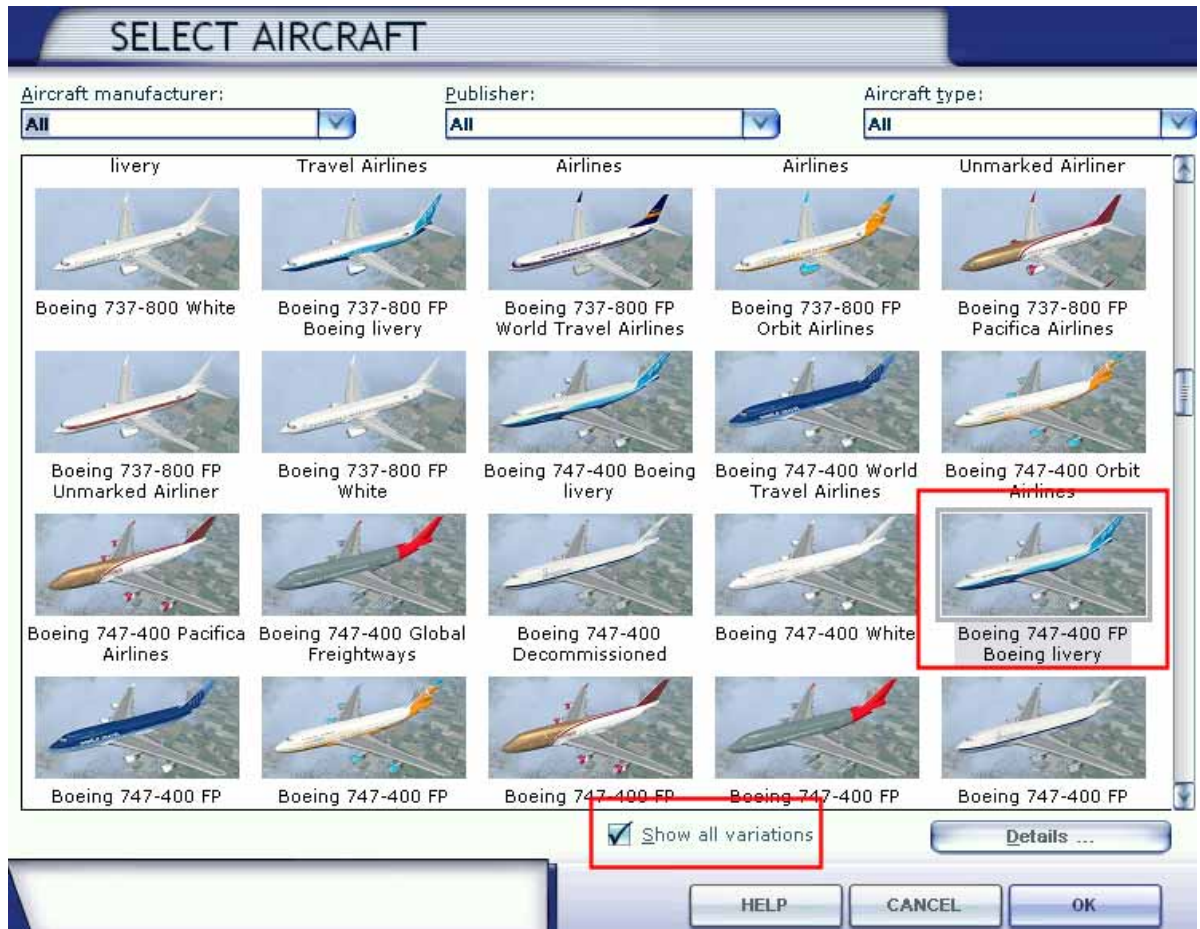 SELECT AIRCRAFT
Aircraft manufacturer:
Publisher:
Aircraft type:
All
All
All
livery
Travel Airlines
Airlines
Airlines
Unmarked Airliner
Boeing 737-800 White
Boeing 737-800 FP
Boeing livery
Boeing 737-800 FP
World Travel Airlines
Boeing 737-800 FP
Orbit Airlines
Boeing 737-800 FP
Pacifica Airlines
Boeing 737-800 FP
Unmarked Airliner
Boeing 737-800 FP
White
Boeing 747-400 Boeing
livery
Boeing 747-400 World
Travel Airlines
Boeing 747-400 Orbit
Airlines
Boeing 747-400 Pacifica
Airlines
Boeing 747-400 Global
Freightways
Boeing 747-400
Decommissioned
Boeing 747-400 White
Boeing 747-400 FP
Boeing livery
Boeing 747-400 FP
Boeing 747-400 FP
Boeing 747-400 FP
Boeing 747-400 FP
Boeing 747-400 FP
Show all variations
Details ...
HELP
CANCEL
OK